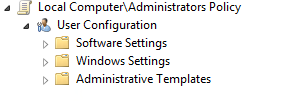 Local Computer\Administrators Policy
User Configuration
Software Settings
Windows Settings
Administrative Templates